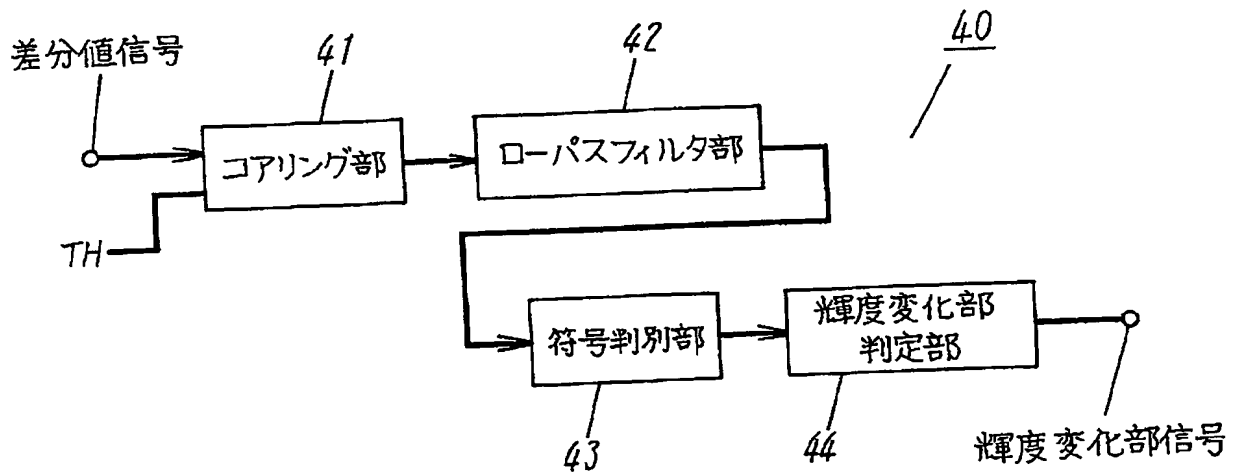 40
差分値信号
41
42
コアリング部
ローパスフィルタ部
TH
符号判別部
輝度変化部
判定部
43
44
輝度変化部信号